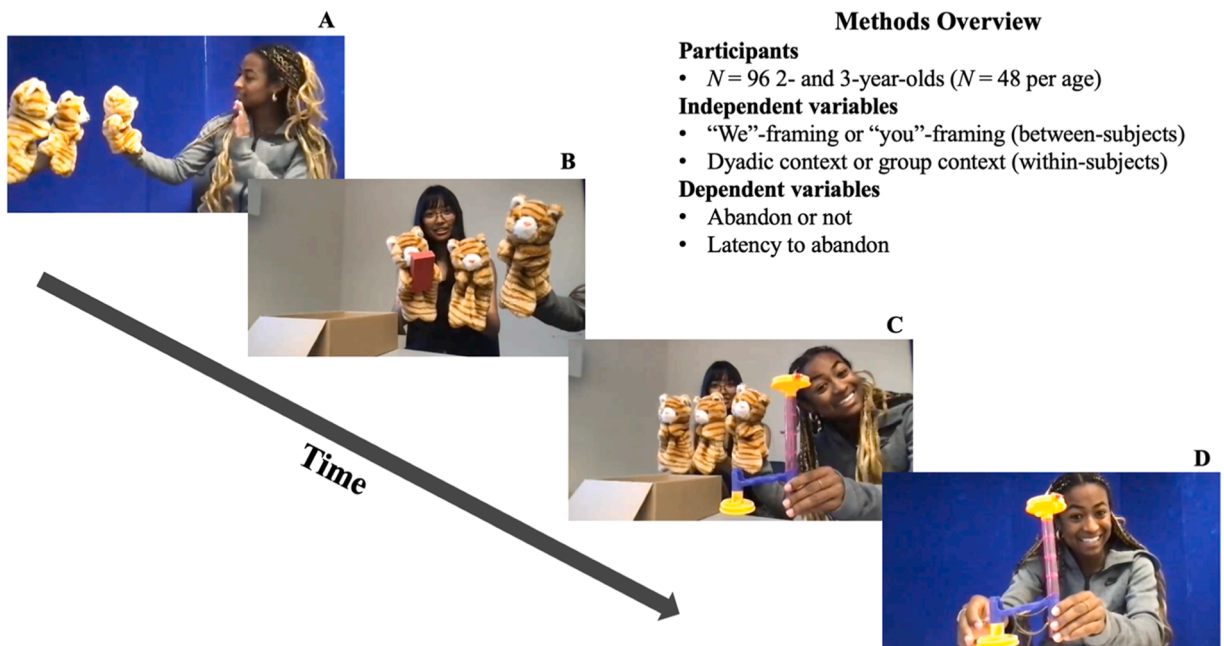 A
Methods Overview
Participants
• N = 96 2- and 3-year-olds (N = 48 per age)
Independent variables
• “We”-framing or “you”-framing (between-subjects)
B
• Dyadic context or group context (within-subjects)
Dependent variables
• Abandon or not
• Latency to abandon
C
Time
D